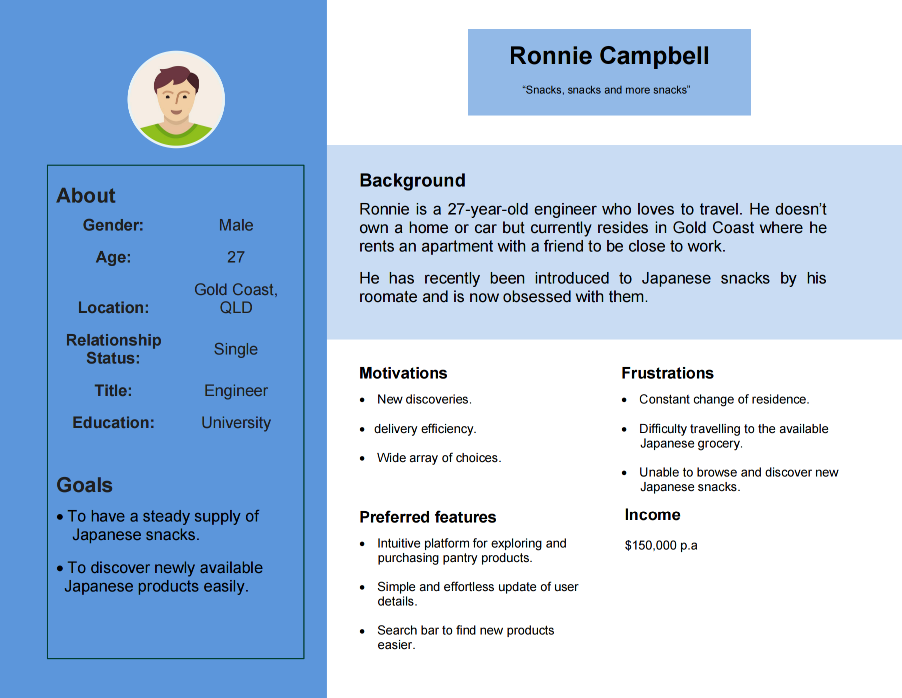 Ronnie Campbell
“Snacks, snacks and more snacks”
About
Gender: Male
Age: 27
Location: Gold Coast,
QLD
Relationship
Status: Single
Title: Engineer
Education: University
Goals
• To have a steady supply of
Japanese snacks.
• To discover newly available
Japanese products easily.
Background
Ronnie is a 27-year-old engineer who loves to travel. He doesn’t
own a home or car but currently resides in Gold Coast where he
rents an apartment with a friend to be close to work.
He has recently been introduced to Japanese snacks by his
roomate and is now obsessed with them.
Motivations
• New discoveries.
• delivery efficiency.
• Wide array of choices.
Frustrations
• Constant change of residence.
• Difficulty travelling to the available
Japanese grocery.
• Unable to browse and discover new
Japanese snacks.
Preferred features
• Intuitive platform for exploring and
purchasing pantry products.
• Simple and effortless update of user
details.
• Search bar to find new products
easier.
Income
$150,000 p.a